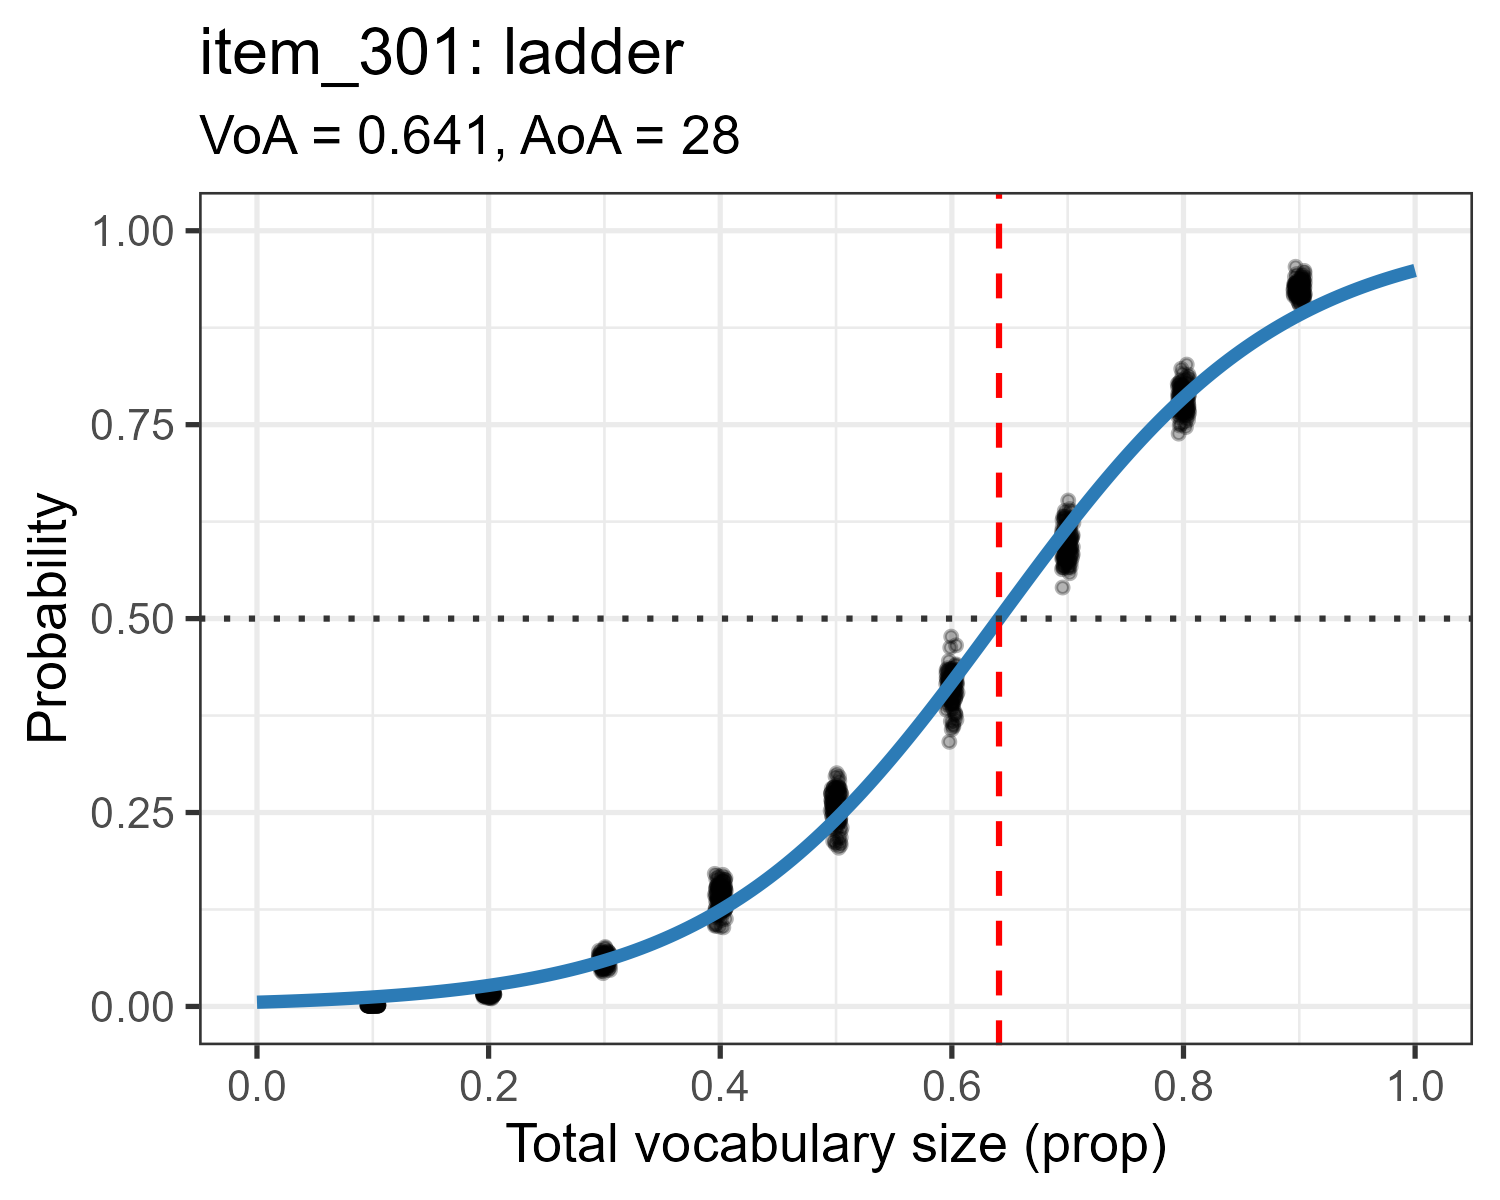 item_301: ladder
VoA = 0.641, AoA = 28
1.00
0.75
0.50
0.25
0.00
Probability
0.0 0.2 0.4 0.6 0.8 1.0
Total vocabulary size (prop)